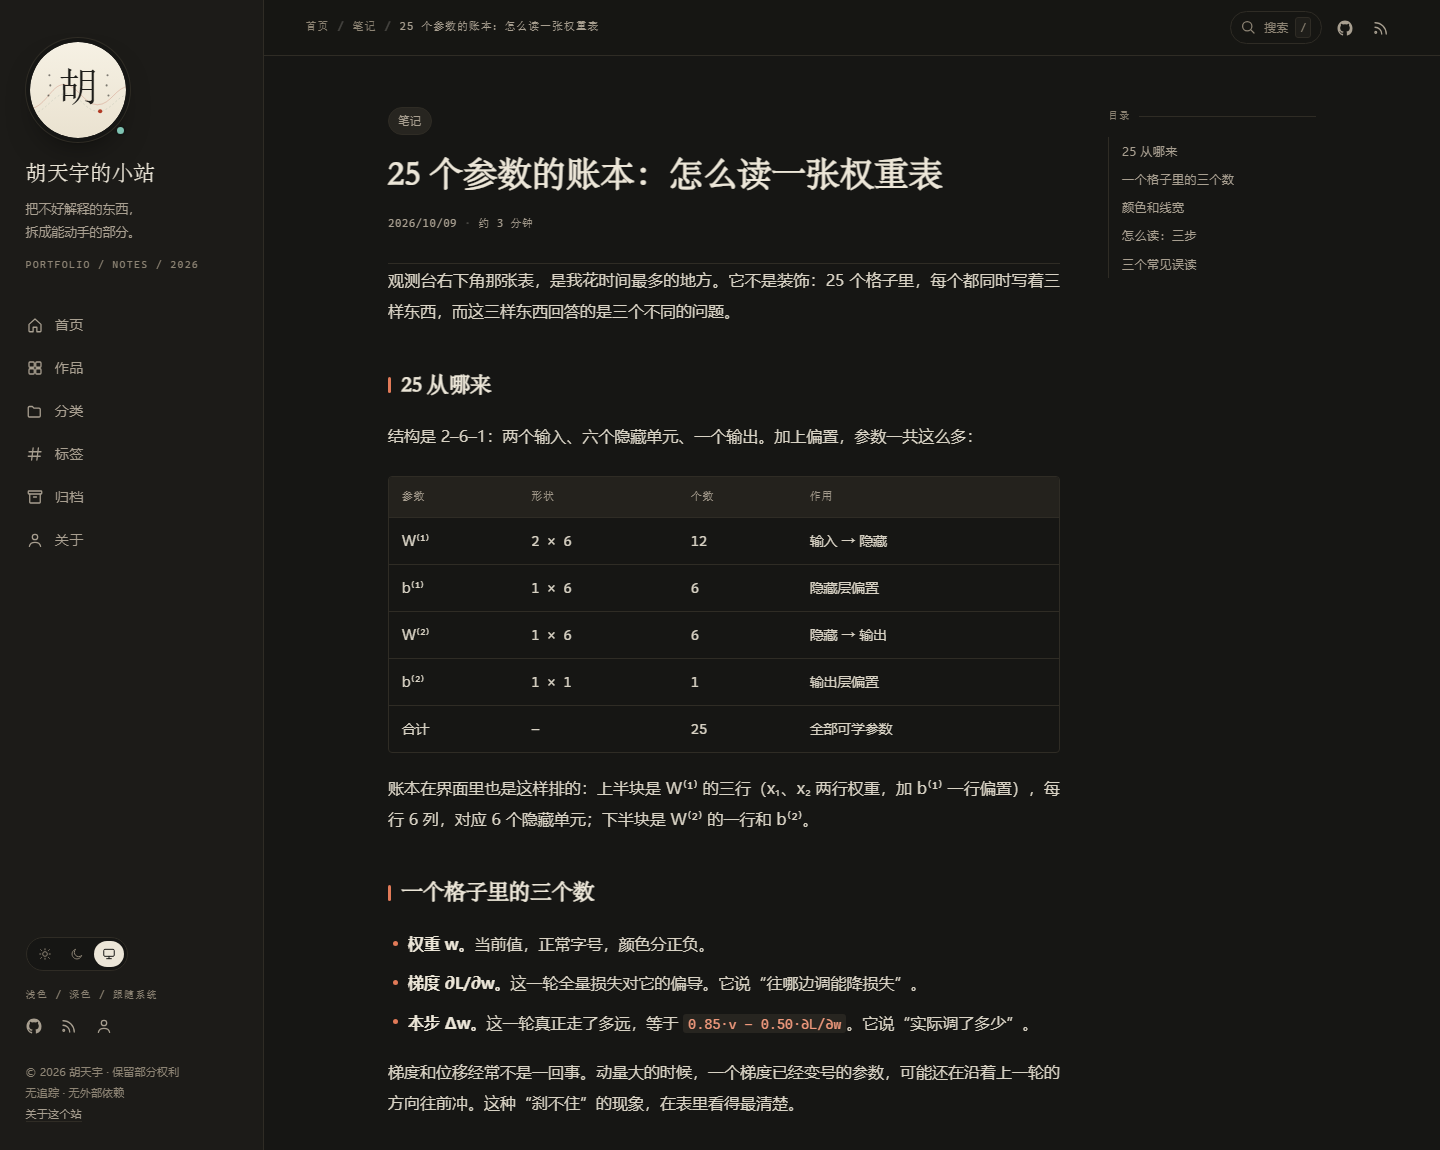 胡
胡天宇的小站
把不好解释的东西，
拆成能动手的部分。
PORTFOLIO / NOTES / 2026
首页
作品
分类
标签
归档
关于
浅色 / 深色 / 跟随系统
© 2026 胡天宇 · 保留部分权利
无追踪 · 无外部依赖
关于这个站
首页 / 笔记 / 25 个参数的账本：怎么读一张权重表
搜索 /
笔记
25 个参数的账本：怎么读一张权重表
2026/10/09 · 约 3 分钟
观测台右下角那张表，是我花时间最多的地方。它不是装饰：25 个格子里，每个都同时写着三
样东西，而这三样东西回答的是三个不同的问题。
25 从哪来
结构是 2–6–1：两个输入、六个隐藏单元、一个输出。加上偏置，参数一共这么多：
参数 形状 个数 作用
W⁽¹⁾ 2 × 6 12 输入 → 隐藏
b⁽¹⁾ 1 × 6 6 隐藏层偏置
W⁽²⁾ 1 × 6 6 隐藏 → 输出
b⁽²⁾ 1 × 1 1 输出层偏置
合计 — 25 全部可学参数
账本在界面里也是这样排的：上半块是 W⁽¹⁾ 的三行（x₁、x₂ 两行权重，加 b⁽¹⁾ 一行偏置），每
行 6 列，对应 6 个隐藏单元；下半块是 W⁽²⁾ 的一行和 b⁽²⁾。
一个格子里的三个数
• 权重 w。当前值，正常字号，颜色分正负。
• 梯度 ∂L/∂w。这一轮全量损失对它的偏导。它说“往哪边调能降损失”。
• 本步 Δw。这一轮真正走了多远，等于 0.85·v − 0.50·∂L/∂w。它说“实际调了多少”。
梯度和位移经常不是一回事。动量大的时候，一个梯度已经变号的参数，可能还在沿着上一轮的
方向往前冲。这种“刹不住”的现象，在表里看得最清楚。
目录
25 从哪来
一个格子里的三个数
颜色和线宽
怎么读：三步
三个常见误读